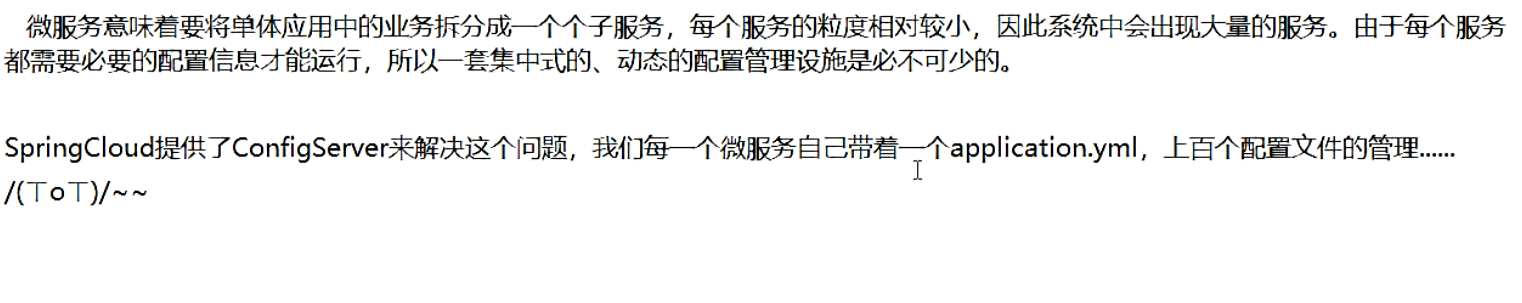 微服务意味着要将单体应用中的业务拆分成一个个子服务，每个服务的粒度相对较小，因此系统中会出现大量的服务。由于每个服务
都需要必要的配置信息才能运行，所以一套集中式的、动态的配置管理设施是必不可少的。
SpringCloud提供了ConfigServer来解决这个问题，我们每一个微服务自己带着一个application.yml，上百个配置文件的管理......
/(ㄒoㄒ)/~~